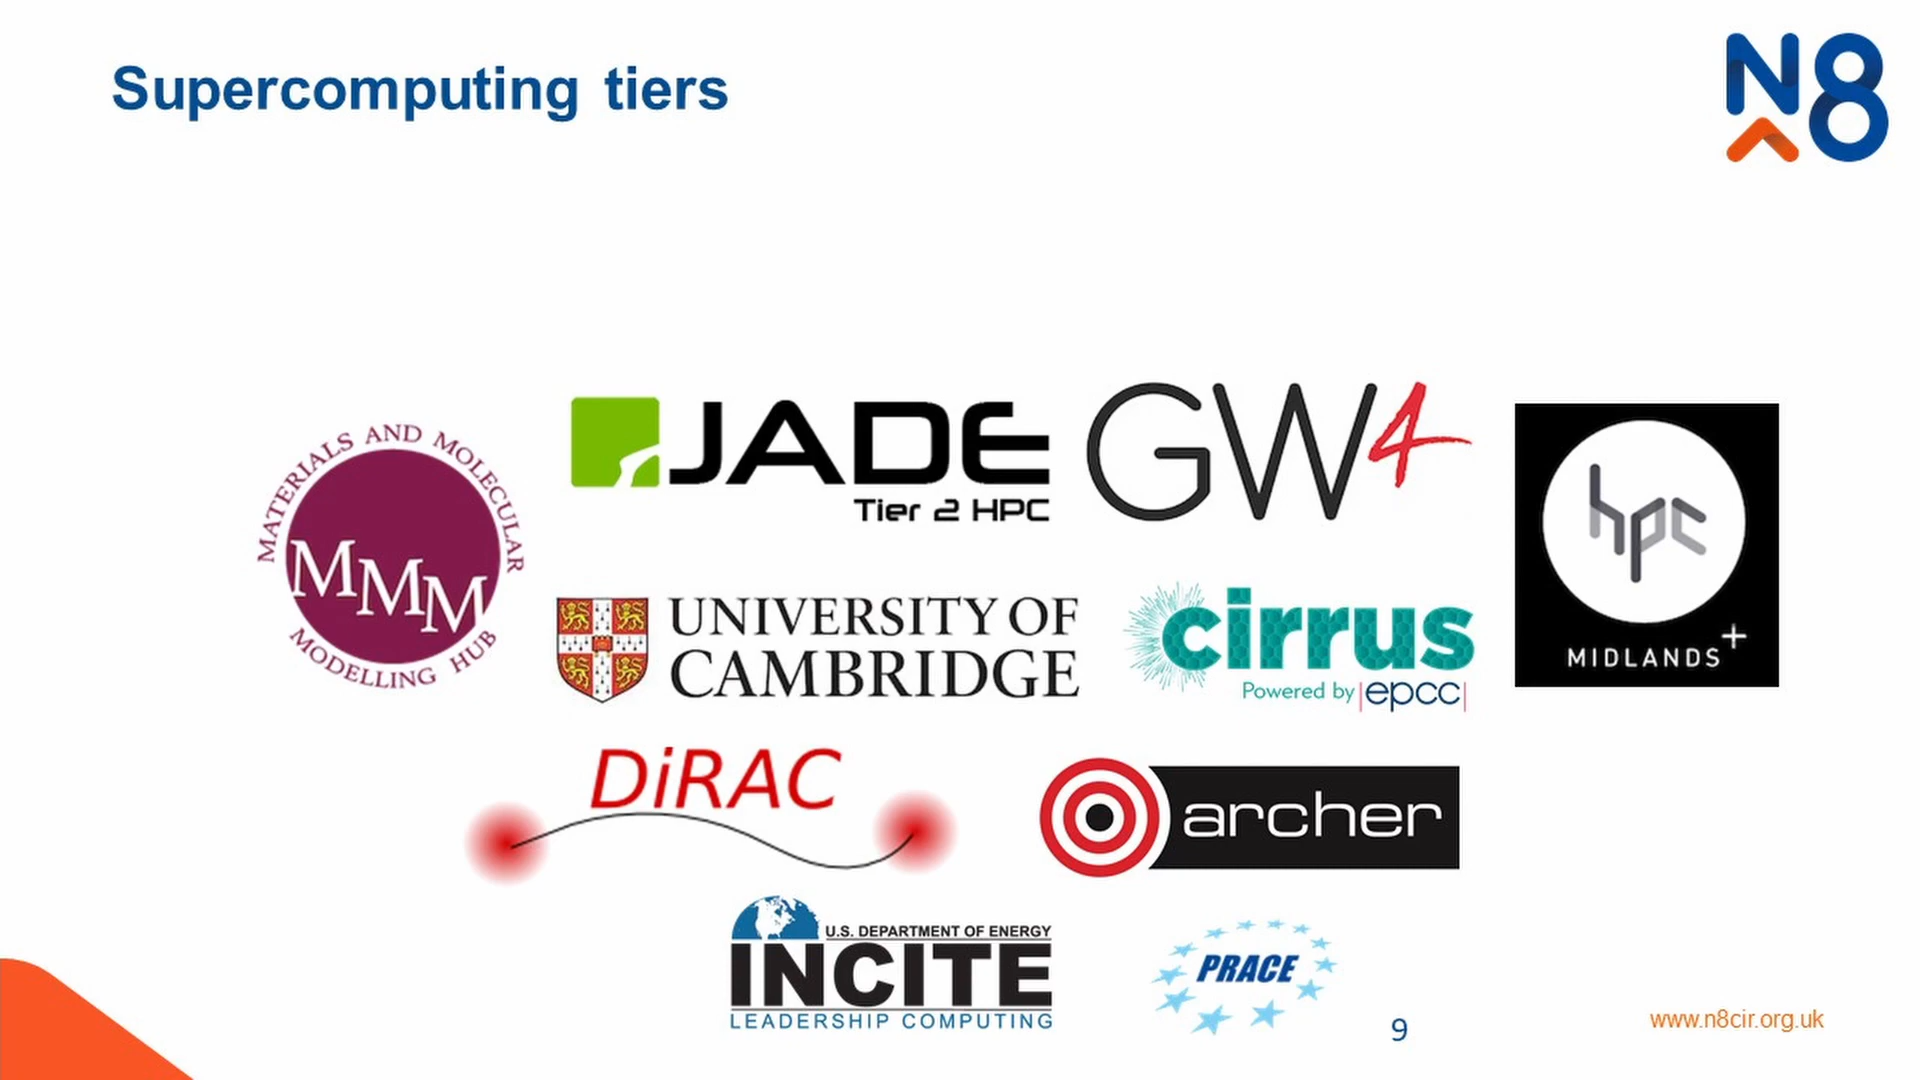 Supercomputing tiers
N8
MATERIALS AND MOLECULAR
MMM
MODELLING HUB
JADE
Tier 2 HPC
GW4
hpc
MIDLANDS+
UNIVERSITY OF
CAMBRIDGE
cirrus
Powered by |epcc|
DiRAC
archer
U.S. DEPARTMENT OF ENERGY
INCITE
LEADERSHIP COMPUTING
PRACE
9
www.n8cir.org.uk